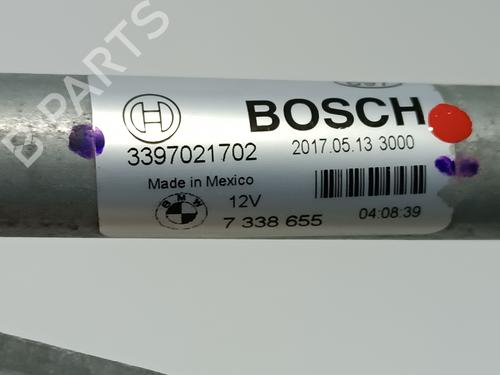 B PARTS
BOSCH
3397021702
2017.05.13 3000
Made in Mexico
BMW
12V
7 338 655
04:08:39